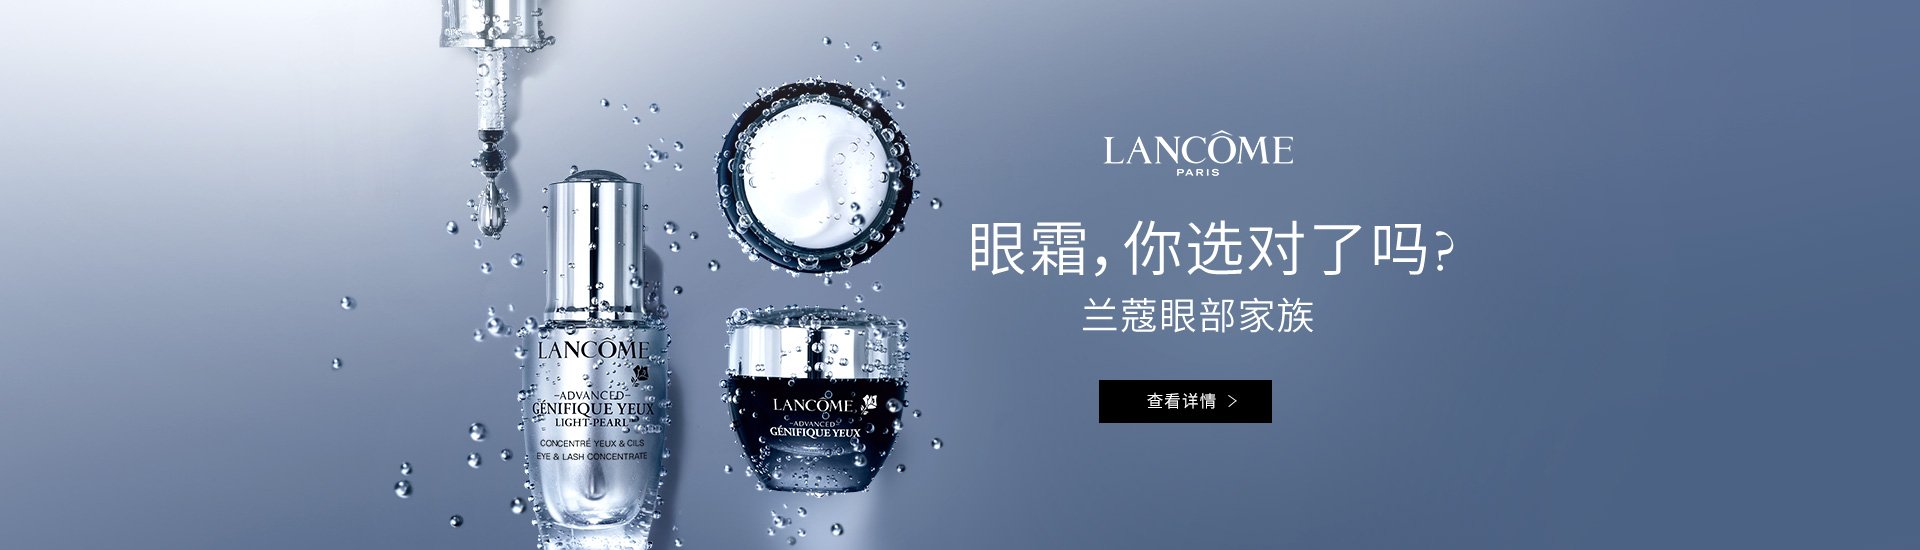 LANCÔME
PARIS
眼霜，你选对了吗?
兰蔻眼部家族
查看详情 >
LANCÔME
-ADVANCED-
GÉNIFIQUE YEUX
LIGHT-PEARL™
CONCENTRÉ YEUX & CILS
EYE & LASH CONCENTRATE
LANCÔME
-ADVANCED-
GÉNIFIQUE YEUX